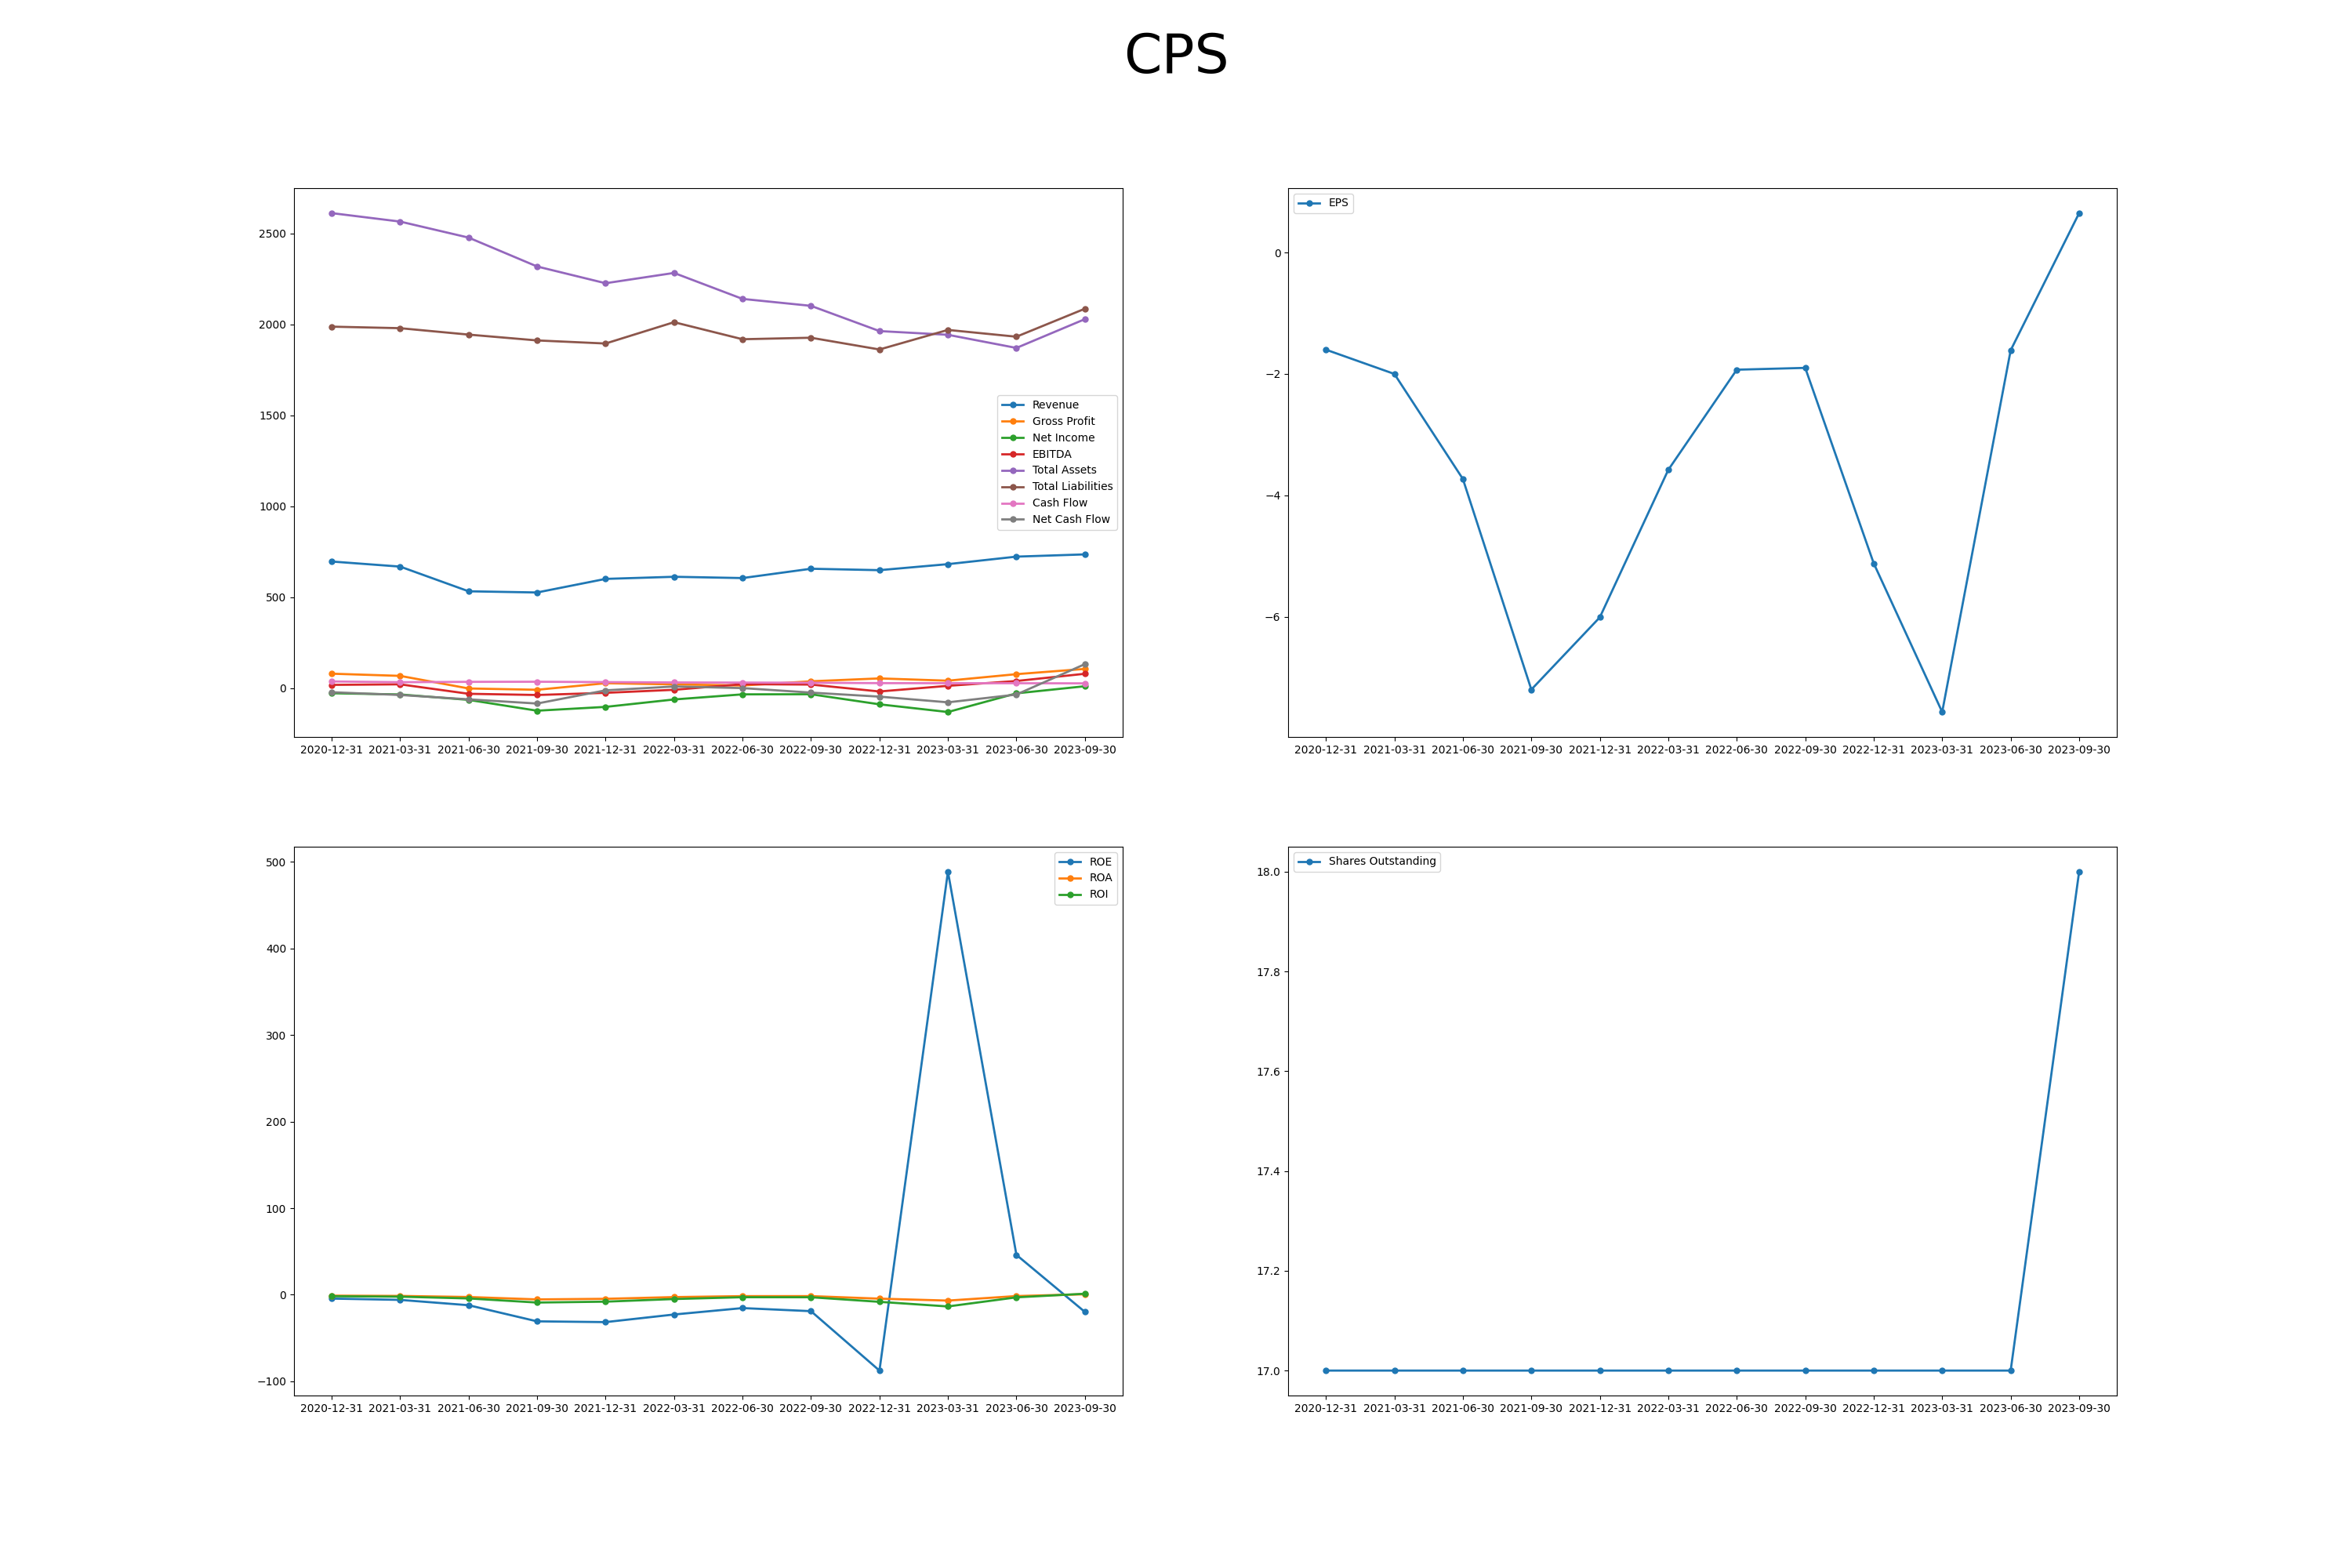 CPS
2500
2000
1500
1000
500
0
Revenue
Gross Profit
Net Income
EBITDA
Total Assets
Total Liabilities
Cash Flow
Net Cash Flow
2020-12-31 2021-03-31 2021-06-30 2021-09-30 2021-12-31 2022-03-31 2022-06-30 2022-09-30 2022-12-31 2023-03-31 2023-06-30 2023-09-30
EPS
0
−2
−4
−6
2020-12-31 2021-03-31 2021-06-30 2021-09-30 2021-12-31 2022-03-31 2022-06-30 2022-09-30 2022-12-31 2023-03-31 2023-06-30 2023-09-30
500
400
300
200
100
0
−100
ROE
ROA
ROI
2020-12-31 2021-03-31 2021-06-30 2021-09-30 2021-12-31 2022-03-31 2022-06-30 2022-09-30 2022-12-31 2023-03-31 2023-06-30 2023-09-30
Shares Outstanding
18.0
17.8
17.6
17.4
17.2
17.0
2020-12-31 2021-03-31 2021-06-30 2021-09-30 2021-12-31 2022-03-31 2022-06-30 2022-09-30 2022-12-31 2023-03-31 2023-06-30 2023-09-30